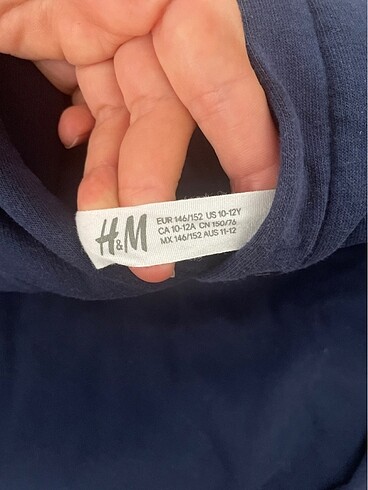 H&M
EUR 146/152 US 10-12Y
CA 10-12A CN 150/76
MX 146/152 AUS 11-12